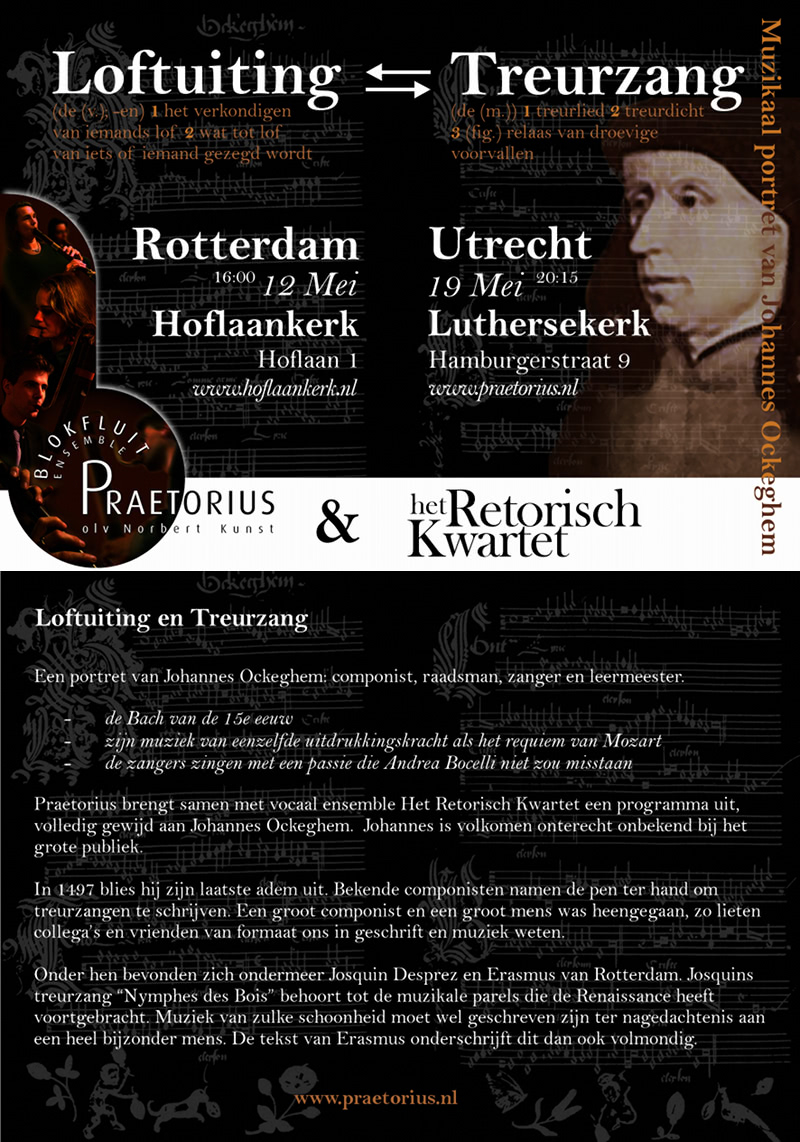 Loftuiting
(de (v.); -en) 1 het verkondigen
van iemands lof 2 wat tot lof
van iets of iemand gezegd wordt
Treurzang
(de (m.)) 1 treurlied 2 treurdicht
3 (fig.) relaas van droevige
voorvallen
Muzikaal portret van Johannes Ockeghem
Rotterdam
16:00 12 Mei
Hoflaankerk
Hoflaan 1
www.hoflaankerk.nl
Utrecht
19 Mei 20:15
Luthersekerk
Hamburgerstraat 9
www.praetorius.nl
BLOKFLUIT
ENSEMBLE
PRAETORIUS
olv Norbert Kunst
&
het Retorisch
Kwartet
Ockeghem
Loftuiting en Treurzang
Een portret van Johannes Ockeghem: componist, raadsman, zanger en leermeester.
- de Bach van de 15e eeuw
- zijn muziek van eenzelfde uitdrukkingskracht als het requiem van Mozart
- de zangers zingen met een passie die Andrea Bocelli niet zou misstaan
Praetorius brengt samen met vocaal ensemble Het Retorisch Kwartet een programma uit,
volledig gewijd aan Johannes Ockeghem. Johannes is volkomen onterecht onbekend bij het
grote publiek.
In 1497 blies hij zijn laatste adem uit. Bekende componisten namen de pen ter hand om
treurzangen te schrijven. Een groot componist en een groot mens was heengegaan, zo lieten
collega's en vrienden van formaat ons in geschrift en muziek weten.
Onder hen bevonden zich ondermeer Josquin Desprez en Erasmus van Rotterdam. Josquins
treurzang “Nymphes des Bois” behoort tot de muzikale parels die de Renaissance heeft
voortgebracht. Muziek van zulke schoonheid moet wel geschreven zijn ter nagedachtenis aan
een heel bijzonder mens. De tekst van Erasmus onderschrijft dit dan ook volmondig.
www.praetorius.nl